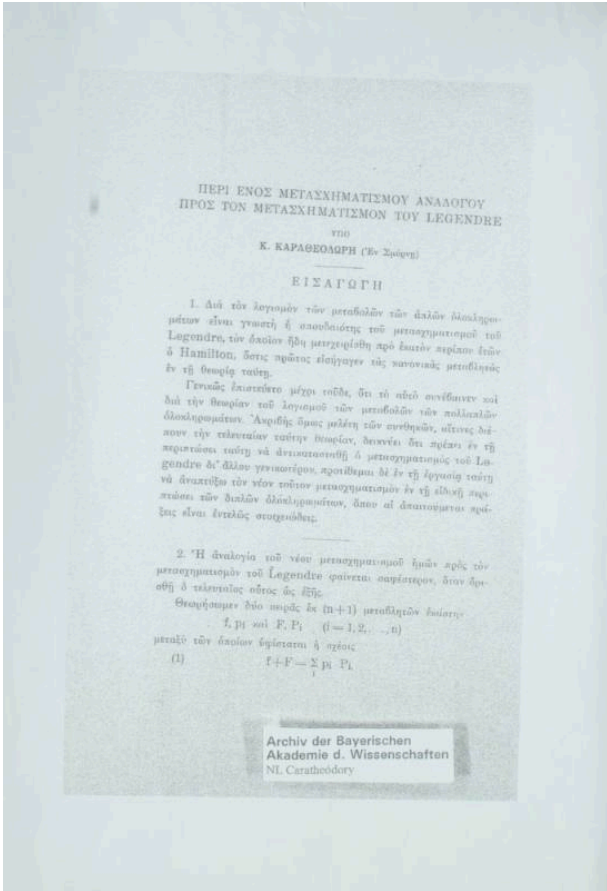 ΠΕΡΙ ΕΝΟΣ ΜΕΤΑΣΧΗΜΑΤΙΣΜΟΥ ΑΝΑΛΟΓΟΥ
ΠΡΟΣ ΤΟΝ ΜΕΤΑΣΧΗΜΑΤΙΣΜΟΝ ΤΟΥ LEGENDRE
ΥΠΟ
Κ. ΚΑΡΑΘΕΟΔΩΡΗ (Ἐν Σμύρνῃ)
ΕΙΣΑΓΩΓΗ
1. Διὰ τὸν λογισμὸν τῶν μεταβολῶν τῶν ἁπλῶν ὁλοκληρω-
μάτων εἶναι γνωστὴ ἡ σπουδαιότης τοῦ μετασχηματισμοῦ τοῦ
Legendre, τὸν ὁποῖον ἤδη μετεχειρίσθη πρὸ ἑκατὸν περίπου ἐτῶν
ὁ Hamilton, ὅστις πρῶτος εἰσήγαγεν τὰς κανονικὰς μεταβλητὰς
ἐν τῇ θεωρίᾳ ταύτῃ.
Γενικῶς ἐπιστεύετο μέχρι τοῦδε, ὅτι τὸ αὐτὸ συνέβαινεν καὶ
διὰ τὴν θεωρίαν τοῦ λογισμοῦ τῶν μεταβολῶν τῶν πολλαπλῶν
ὁλοκληρωμάτων. Ἀκριβὴς ὅμως μελέτη τῶν συνθηκῶν, αἵτινες διέ-
πουν τὴν τελευταίαν ταύτην θεωρίαν, δεικνύει ὅτι πρέπει ἐν τῇ
περιπτώσει ταύτῃ νὰ ἀντικατασταθῇ ὁ μετασχηματισμὸς τοῦ Le-
gendre δι' ἄλλου γενικωτέρου, προτίθεμαι δὲ ἐν τῇ ἐργασίᾳ ταύτῃ
νὰ ἀναπτύξω τὸν νέον τοῦτον μετασχηματισμὸν ἐν τῇ εἰδικῇ περι-
πτώσει τῶν διπλῶν ὁλοκληρωμάτων, ὅπου αἱ ἀπαιτούμεναι πρά-
ξεις εἶναι ἐντελῶς στοιχειώδεις.
2. Ἡ ἀναλογία τοῦ νέου μετασχηματισμοῦ ἡμῶν πρὸς τὸν
μετασχηματισμὸν τοῦ Legendre φαίνεται σαφέστερον, ὅταν ὁρι-
σθῇ ὁ τελευταῖος οὗτος ὡς ἑξῆς.
Θεωρήσωμεν δύο σειρὰς ἐκ (n+1) μεταβλητῶν ἑκάστην
f, pi καὶ F, Pi (i = 1, 2, . . ., n)
μεταξὺ τῶν ὁποίων ὑφίσταται ἡ σχέσις
(1) f+F = Σ pi Pi
i
Archiv der Bayerischen
Akademie d. Wissenschaften
NL Caratheódory